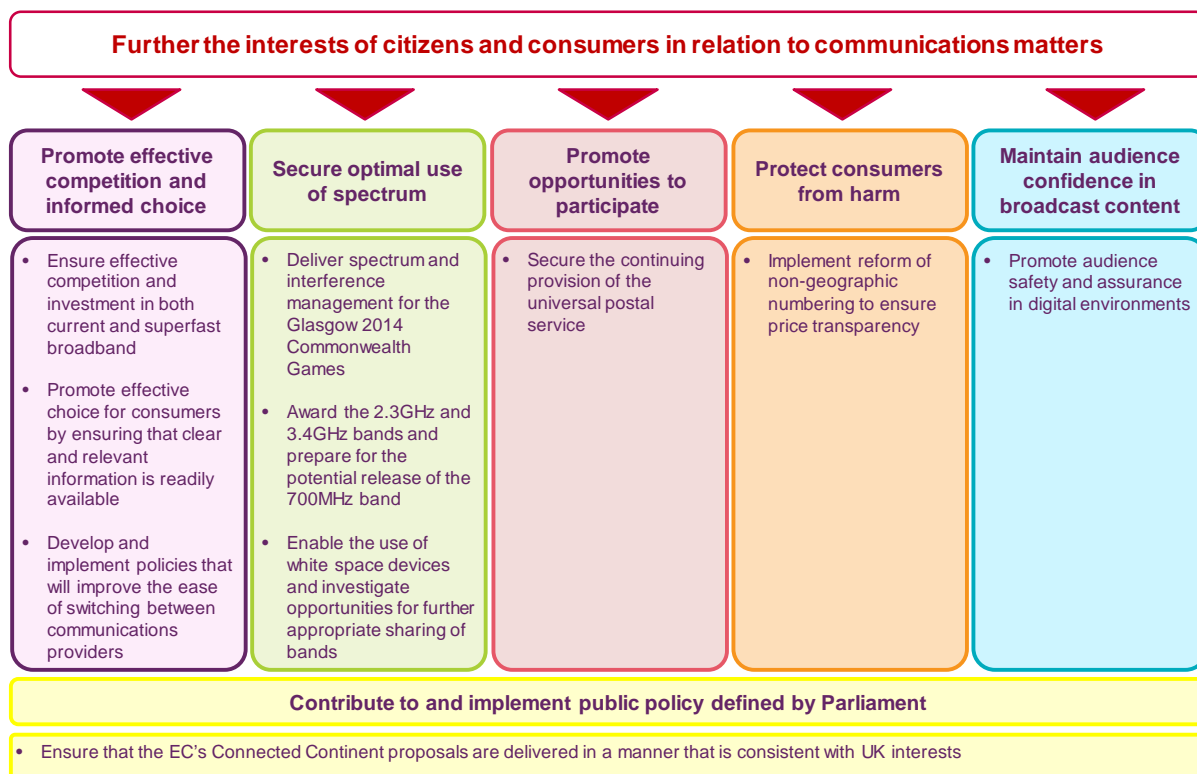 Further the interests of citizens and consumers in relation to communications matters
Promote effective
competition and
informed choice
• Ensure effective
competition and
investment in both
current and superfast
broadband
• Promote effective
choice for consumers
by ensuring that clear
and relevant
information is readily
available
• Develop and
implement policies that
will improve the ease
of switching between
communications
providers
Secure optimal use
of spectrum
• Deliver spectrum and
interference
management for the
Glasgow 2014
Commonwealth
Games
• Award the 2.3GHz and
3.4GHz bands and
prepare for the
potential release of the
700MHz band
• Enable the use of
white space devices
and investigate
opportunities for further
appropriate sharing of
bands
Promote
opportunities to
participate
• Secure the continuing
provision of the
universal postal
service
Protect consumers
from harm
• Implement reform of
non-geographic
numbering to ensure
price transparency
Maintain audience
confidence in
broadcast content
• Promote audience
safety and assurance
in digital environments
Contribute to and implement public policy defined by Parliament
• Ensure that the EC's Connected Continent proposals are delivered in a manner that is consistent with UK interests